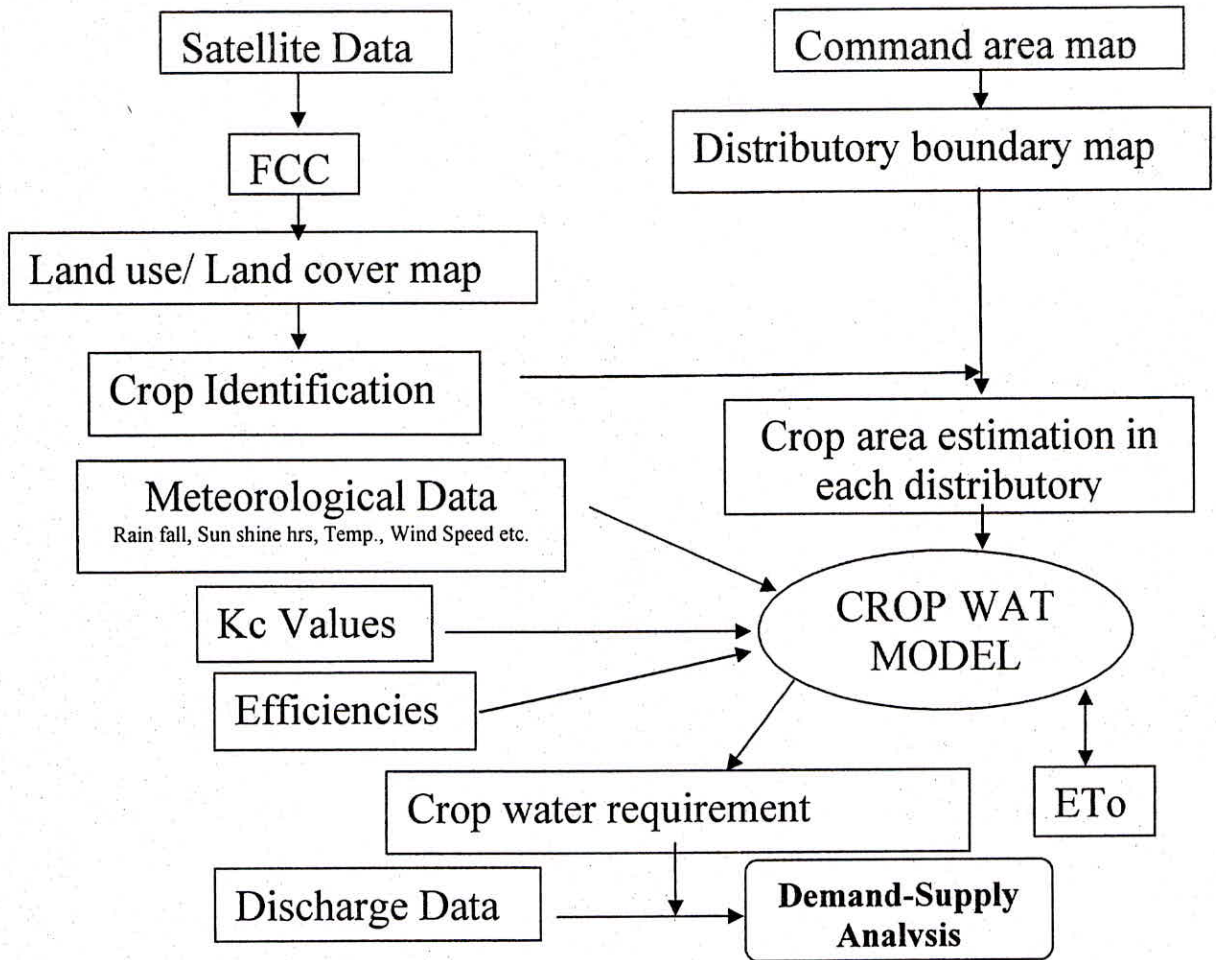 Satellite Data
Command area map
FCC
Distributory boundary map
Land use/ Land cover map
Crop Identification
Crop area estimation in
each distributory
Meteorological Data
Rain fall, Sun shine hrs, Temp., Wind Speed etc.
CROP WAT
MODEL
Kc Values
Efficiencies
Crop water requirement
ETo
Discharge Data
Demand-Supply
Analysis